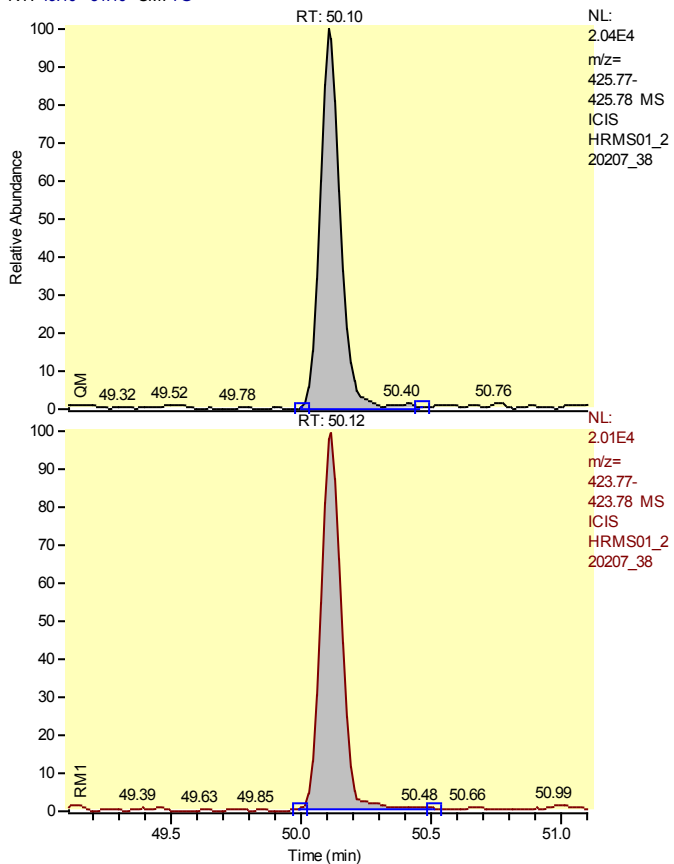 RT: 50.10
NL:
2.04E4
m/z=
425.77-
425.78 MS
ICIS
HRMS01_2
20207_38
100
90
80
70
60
50
40
30
20
10
0
Relative Abundance
QM
49.32 49.52 49.78 50.40 50.76
RT: 50.12
NL:
2.01E4
m/z=
423.77-
423.78 MS
ICIS
HRMS01_2
20207_38
100
90
80
70
60
50
40
30
20
10
0
RM1
49.39 49.63 49.85 50.48 50.66 50.99
49.5 50.0 50.5 51.0
Time (min)